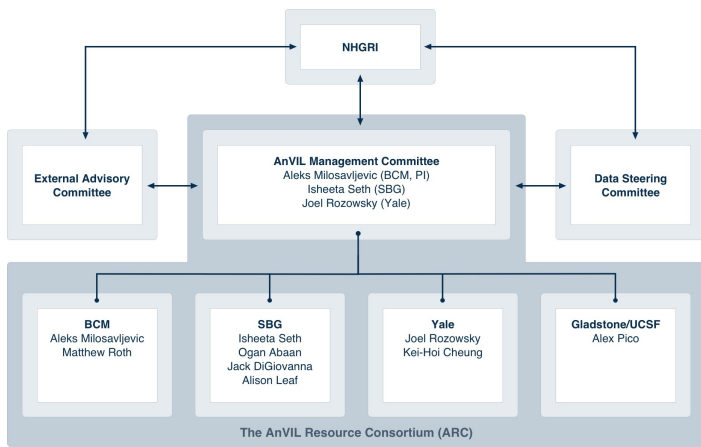 NHGRI
External Advisory
Committee
AnVIL Management Committee
Aleks Milosavljevic (BCM, PI)
Isheeta Seth (SBG)
Joel Rozowsky (Yale)
Data Steering
Committee
BCM
Aleks Milosavljevic
Matthew Roth
SBG
Isheeta Seth
Ogan Abaan
Jack DiGiovanna
Alison Leaf
Yale
Joel Rozowsky
Kei-Hoi Cheung
Gladstone/UCSF
Alex Pico
The AnVIL Resource Consortium (ARC)